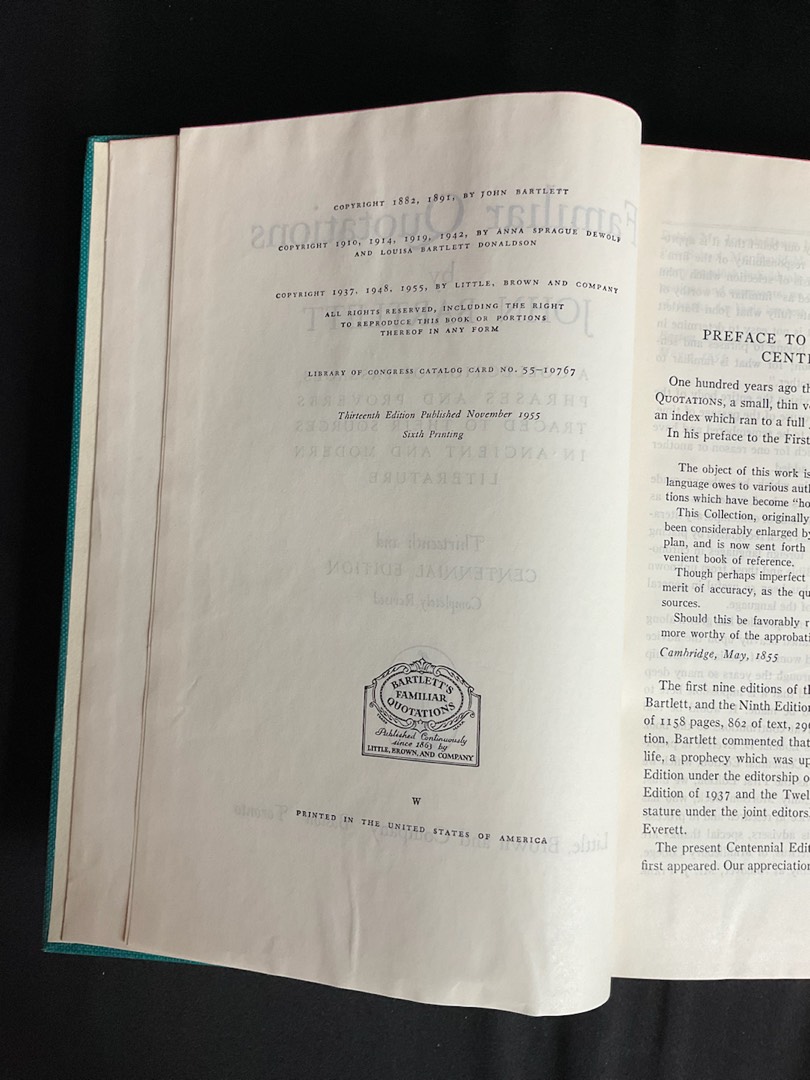 COPYRIGHT 1882, 1891, BY JOHN BARTLETT
COPYRIGHT 1910, 1914, 1919, 1942, BY ANNA SPRAGUE DEWOLF
AND LOUISA BARTLETT DONALDSON
COPYRIGHT 1937, 1948, 1955, BY LITTLE, BROWN AND COMPANY
ALL RIGHTS RESERVED, INCLUDING THE RIGHT
TO REPRODUCE THIS BOOK OR PORTIONS
THEREOF IN ANY FORM
LIBRARY OF CONGRESS CATALOG CARD NO. 55-10767
Thirteenth Edition Published November 1955
Sixth Printing
BARTLETT'S
FAMILIAR
QUOTATIONS
Published Continuously
since 1863 by
LITTLE, BROWN, AND COMPANY
W
PRINTED IN THE UNITED STATES OF AMERICA
PREFACE TO
CENT
One hundred years ago th
QUOTATIONS, a small, thin v
an index which ran to a full
In his preface to the First
The object of this work is
language owes to various aut
tions which have become "ho
This Collection, originally
been considerably enlarged by
plan, and is now sent forth
venient book of reference.
Though perhaps imperfect
merit of accuracy, as the qu
sources.
Should this be favorably r
more worthy of the approbati
Cambridge, May, 1855
The first nine editions of th
Bartlett, and the Ninth Edition
of 1158 pages, 862 of text, 29
tion, Bartlett commented that
life, a prophecy which was up
Edition under the editorship o
Edition of 1937 and the Twel
stature under the joint editors
Everett.
The present Centennial Edit
first appeared. Our appreciation